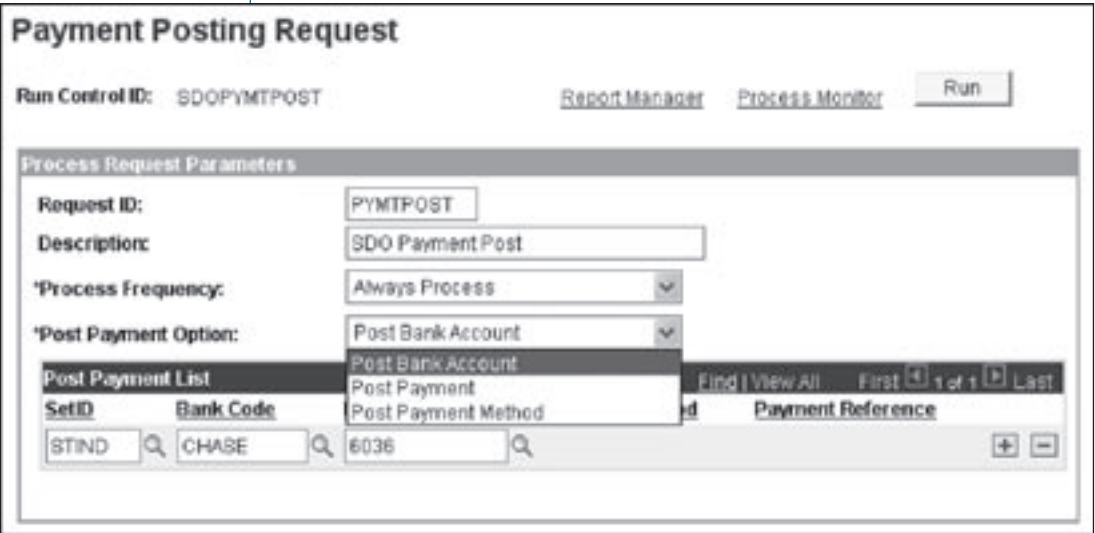 Payment Posting Request
Run Control ID: SDOPYMTPOST Report Manager Process Monitor Run
Process Request Parameters
Request ID: PYMTPOST
Description: SDO Payment Post
*Process Frequency: Always Process
*Post Payment Option: Post Bank Account
Post Bank Account
Post Payment List Find | View All First 1 of 1 Last
Post Payment
SetID Bank Code Payment Reference
Post Payment Method
STIND CHASE 6036